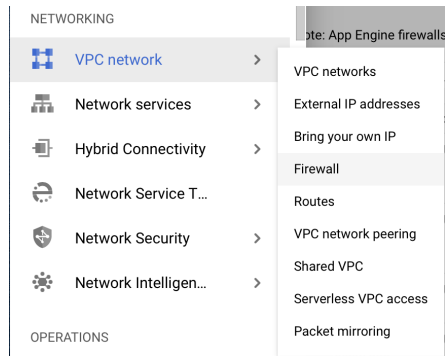 NETWORKING
VPC network
Network services
Hybrid Connectivity
Network Service T...
Network Security
Network Intelligen...
OPERATIONS
ote: App Engine firewalls
VPC networks
External IP addresses
Bring your own IP
Firewall
Routes
VPC network peering
Shared VPC
Serverless VPC access
Packet mirroring